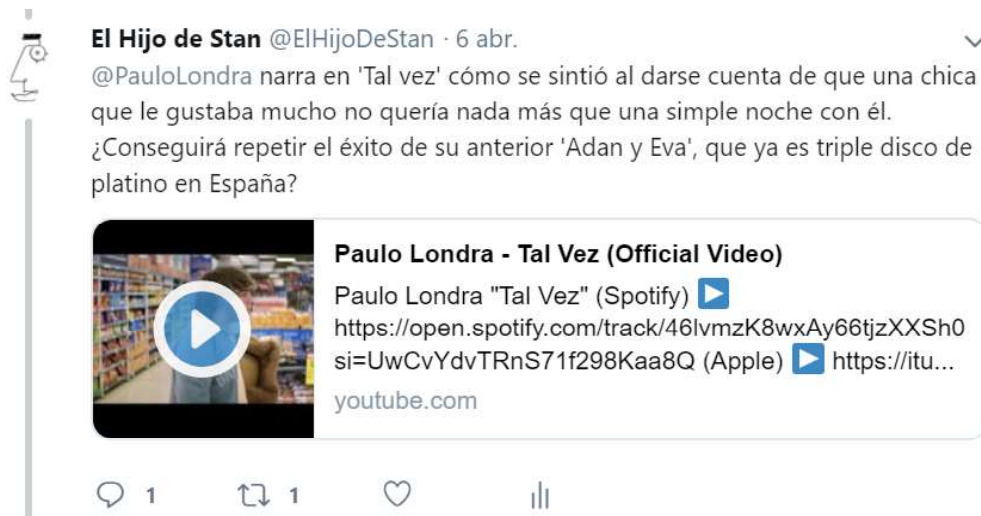 El Hijo de Stan @ElHijoDeStan · 6 abr.
@PauloLondra narra en 'Tal vez' cómo se sintió al darse cuenta de que una chica
que le gustaba mucho no quería nada más que una simple noche con él.
¿Conseguirá repetir el éxito de su anterior 'Adan y Eva', que ya es triple disco de
platino en España?
Paulo Londra - Tal Vez (Official Video)
Paulo Londra "Tal Vez" (Spotify) ▶
https://open.spotify.com/track/46lvmzK8wxAy66tjzXXSh0
si=UwCvYdvTRnS71f298Kaa8Q (Apple) ▶ https://itu...
youtube.com
1 1